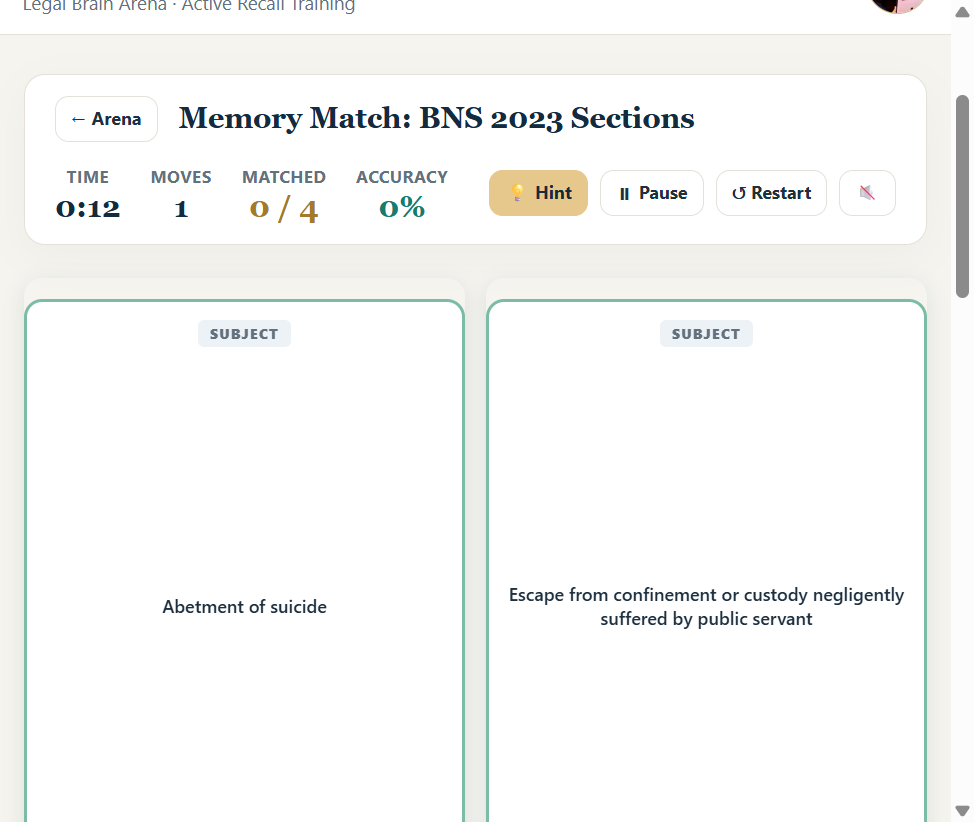 Legal Brain Arena · Active Recall Training
← Arena
Memory Match: BNS 2023 Sections
TIME
0:12
MOVES
1
MATCHED
0 / 4
ACCURACY
0%
💡 Hint
⏸ Pause
↺ Restart
SUBJECT
Abetment of suicide
SUBJECT
Escape from confinement or custody negligently
suffered by public servant